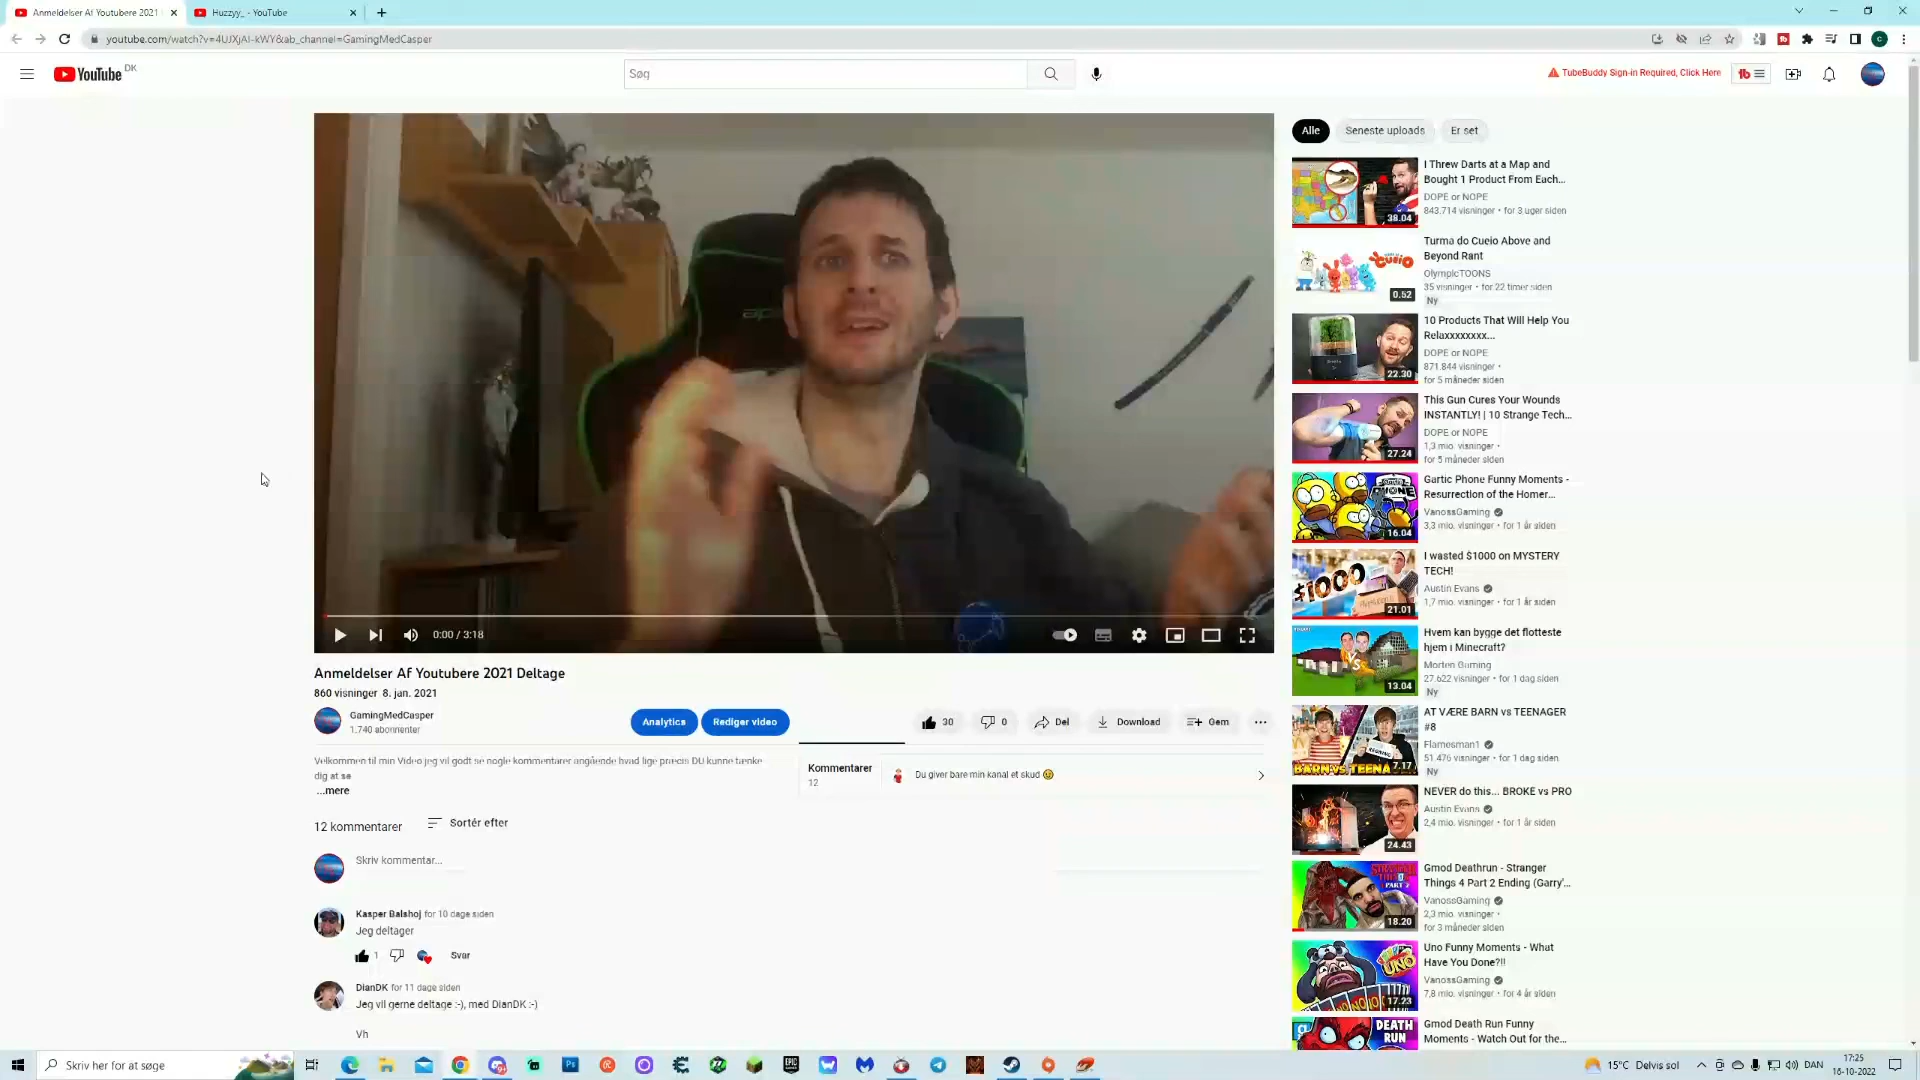 Anmeldelser Af Youtubere 2021
Huzzyy_ - YouTube
youtube.com/watch?v=4UJXjAI-kWY&ab_channel=GamingMedCasper
YouTube DK
Søg
TubeBuddy Sign-in Required, Click Here
Alle
Seneste uploads
Er set
I Threw Darts at a Map and
Bought 1 Product From Each...
DOPE or NOPE
843.714 visninger • for 3 uger siden
38.04
Turma do Cueio Above and
Beyond Rant
OlympicTOONS
35 visninger • for 22 timer siden
Ny
0.52
10 Products That Will Help You
Relaxxxxxxxx...
DOPE or NOPE
871.844 visninger •
for 5 måneder siden
22.30
This Gun Cures Your Wounds
INSTANTLY! | 10 Strange Tech...
DOPE or NOPE
1,3 mio. visninger •
for 5 måneder siden
27.24
Gartic Phone Funny Moments -
Resurrection of the Homer...
VanossGaming
3,3 mio. visninger • for 1 år siden
16.04
I wasted $1000 on MYSTERY
TECH!
Austin Evans
1,7 mio. visninger • for 1 år siden
$1000
21.01
Hvem kan bygge det flotteste
hjem i Minecraft?
Morten Gaming
27.622 visninger • for 1 dag siden
Ny
VS
13.04
AT VÆRE BARN vs TEENAGER
#8
Flamesman1
51.476 visninger • for 1 dag siden
Ny
BARN vs TEENA
7.17
NEVER do this... BROKE vs PRO
Austin Evans
2,4 mio. visninger • for 1 år siden
24.43
Gmod Deathrun - Stranger
Things 4 Part 2 Ending (Garry'...
VanossGaming
2,3 mio. visninger •
for 3 måneder siden
18.20
Uno Funny Moments - What
Have You Done?!!
VanossGaming
7,8 mio. visninger • for 4 år siden
UNO
17.23
Gmod Death Run Funny
Moments - Watch Out for the...
DEATH
RUN
0:00 / 3:18
Anmeldelser Af Youtubere 2021 Deltage
860 visninger 8. jan. 2021
GamingMedCasper
1.740 abonnenter
Analytics
Rediger video
30
0
Del
Download
Gem
Velkommen til min Video jeg vil godt se nogle kommentarer angående hvad lige præcis DU kunne tænke
dig at se
...mere
Kommentarer
12
Du giver bare min kanal et skud 😉
12 kommentarer
Sortér efter
Skriv kommentar...
Kasper Balshoj for 10 dage siden
Jeg deltager
1
Svar
DianDK for 11 dage siden
Jeg vil gerne deltage :-), med DianDK :-)
Vh
Skriv her for at søge
15°C Delvis sol
DAN
17:25
16-10-2022